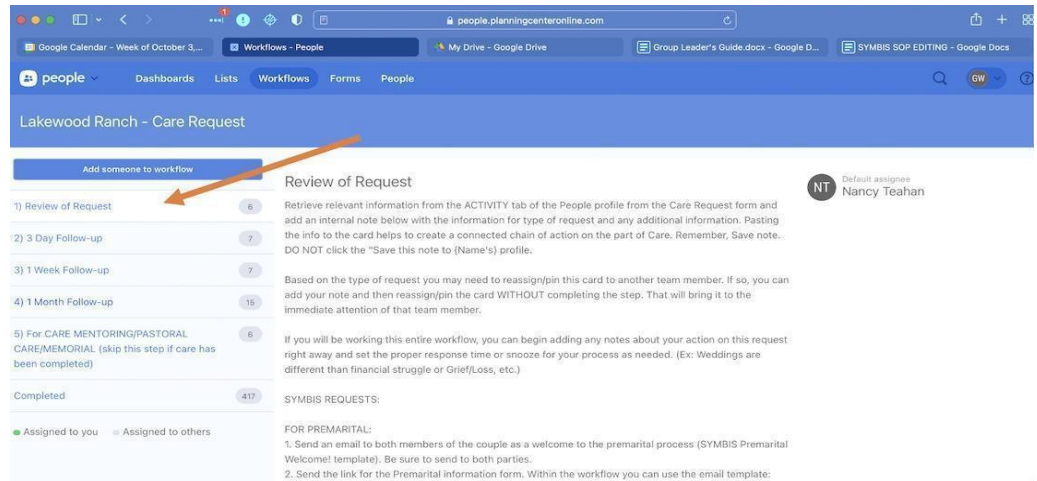 1
people.planningcenteronline.com
Google Calendar - Week of October 3,...
Workflows - People
My Drive - Google Drive
Group Leader's Guide.docx - Google D...
SYMBIS SOP EDITING - Google Docs
people
Dashboards
Lists
Workflows
Forms
People
GW
Lakewood Ranch - Care Request
Add someone to workflow
1) Review of Request
6
2) 3 Day Follow-up
7
3) 1 Week Follow-up
7
4) 1 Month Follow-up
15
5) For CARE MENTORING/PASTORAL
6
CARE/MEMORIAL (skip this step if care has
been completed)
Completed
417
Assigned to you
Assigned to others
Review of Request
Retrieve relevant information from the ACTIVITY tab of the People profile from the Care Request form and
add an internal note below with the information for type of request and any additional information. Pasting
the info to the card helps to create a connected chain of action on the part of Care. Remember, Save note.
DO NOT click the "Save this note to {Name's} profile.
Based on the type of request you may need to reassign/pin this card to another team member. If so, you can
add your note and then reassign/pin the card WITHOUT completing the step. That will bring it to the
immediate attention of that team member.
If you will be working this entire workflow, you can begin adding any notes about your action on this request
right away and set the proper response time or snooze for your process as needed. (Ex: Weddings are
different than financial struggle or Grief/Loss, etc.)
SYMBIS REQUESTS:
FOR PREMARITAL:
1. Send an email to both members of the couple as a welcome to the premarital process (SYMBIS Premarital
Welcome! template). Be sure to send to both parties.
2. Send the link for the Premarital information form. Within the workflow you can use the email template:
NT
Default assignee
Nancy Teahan